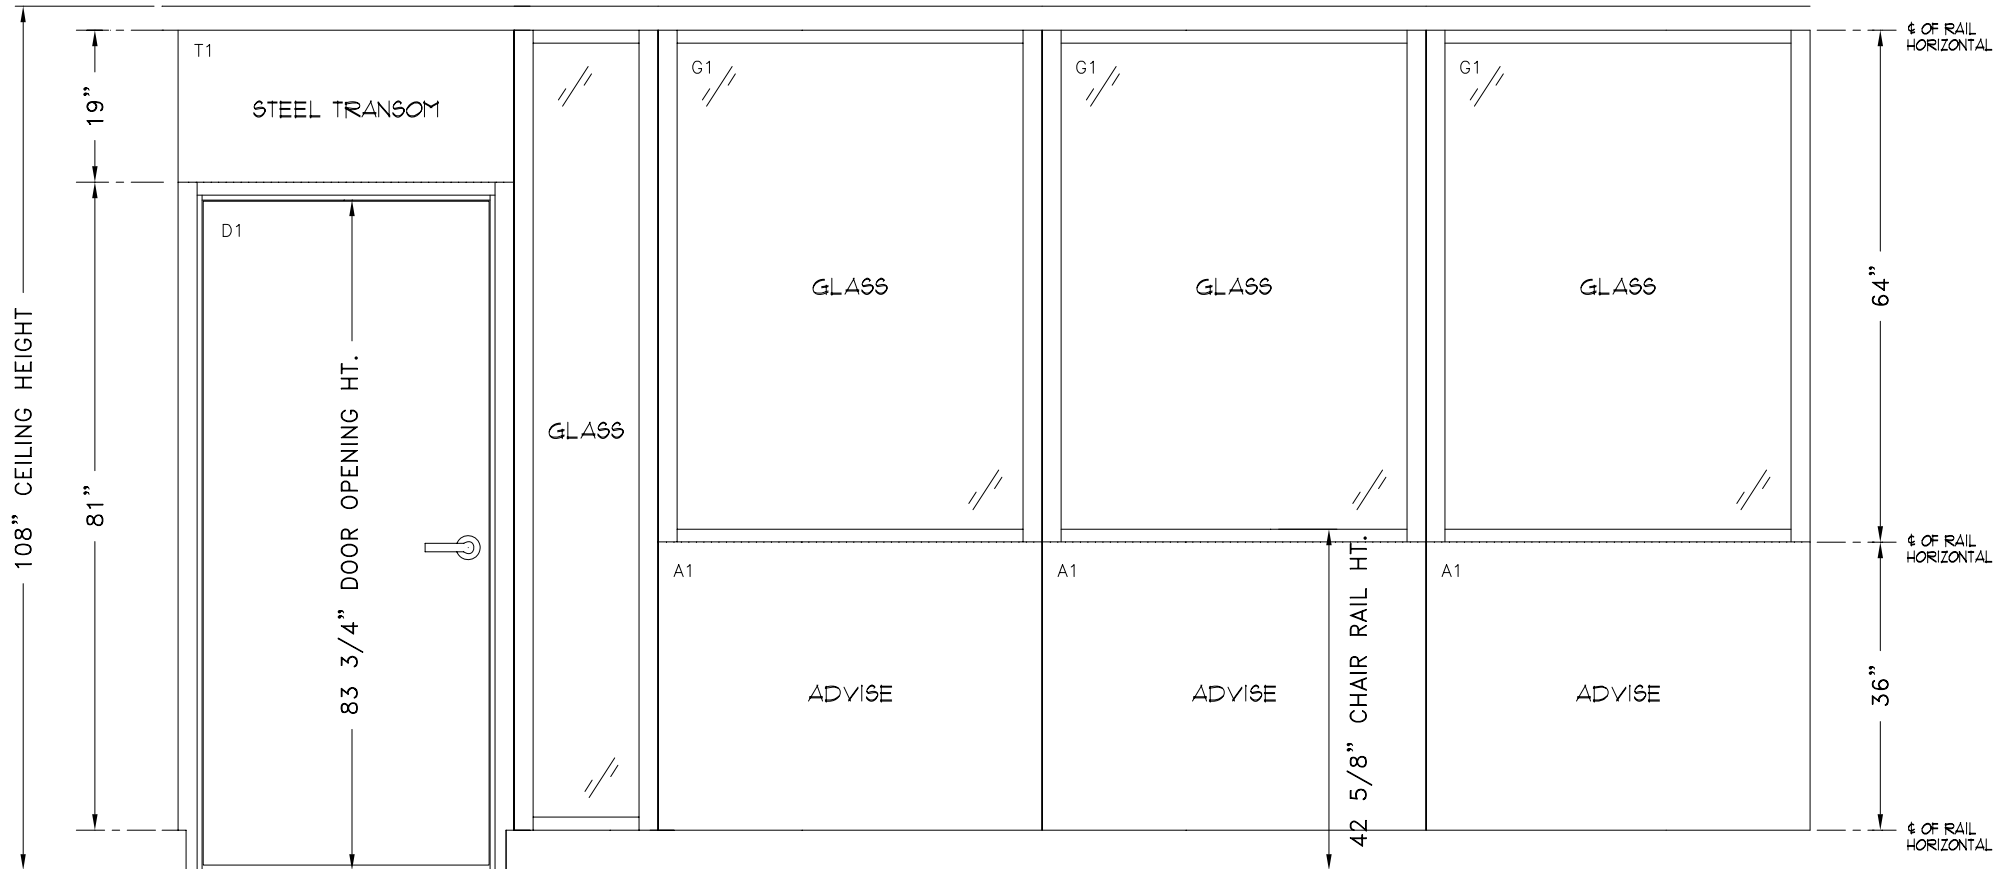 ℄ OF RAIL
HORIZONTAL
T1
STEEL TRANSOM
19”
G1
G1
G1
D1
GLASS
GLASS
GLASS
64”
108” CEILING HEIGHT
81”
83 3/4” DOOR OPENING HT.
GLASS
℄ OF RAIL
HORIZONTAL
A1
A1
A1
42 5/8” CHAIR RAIL HT.
ADVISE
ADVISE
ADVISE
36”
℄ OF RAIL
HORIZONTAL